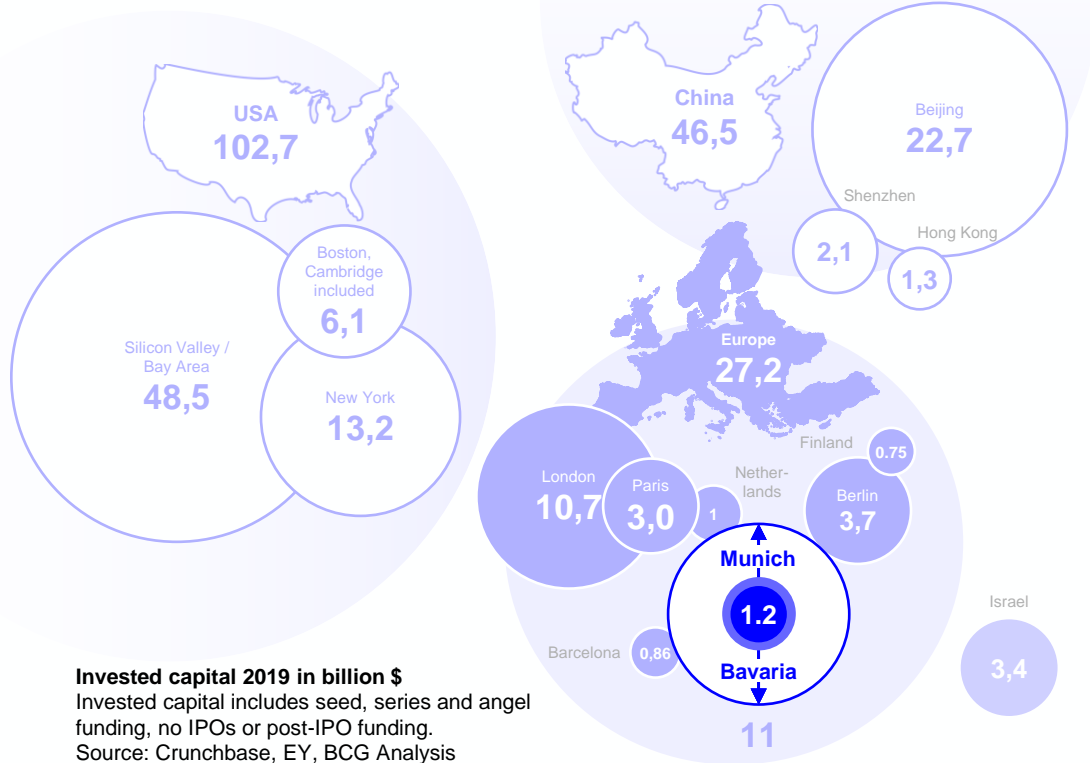 USA
102,7
Boston,
Cambridge
included
6,1
Silicon Valley /
Bay Area
48,5
New York
13,2
China
46,5
Beijing
22,7
Shenzhen
2,1
Hong Kong
1,3
Europe
27,2
London
10,7
Paris
3,0
Nether-
lands
1
Finland
0.75
Berlin
3,7
Munich
1.2
Bavaria
Barcelona
0,86
11
Israel
3,4
Invested capital 2019 in billion $
Invested capital includes seed, series and angel
funding, no IPOs or post-IPO funding.
Source: Crunchbase, EY, BCG Analysis